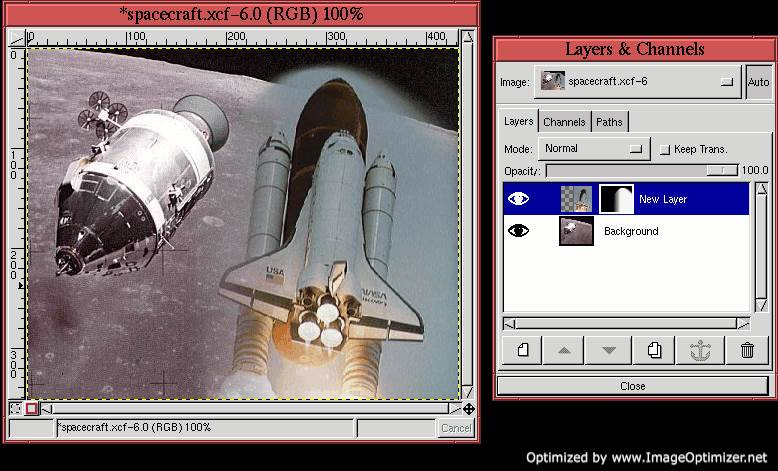 *spacecraft.xcf-6.0 (RGB) 100%
0 100 200 300 400
0
100
200
300
USA
NASA
*spacecraft.xcf-6.0 (RGB) 100%
Cancel
Layers & Channels
Image: spacecraft.xcf-6 Auto
Layers Channels Paths
Mode: Normal Keep Trans.
Opacity: 100.0
New Layer
Background
Close
Optimized by www.ImageOptimizer.net